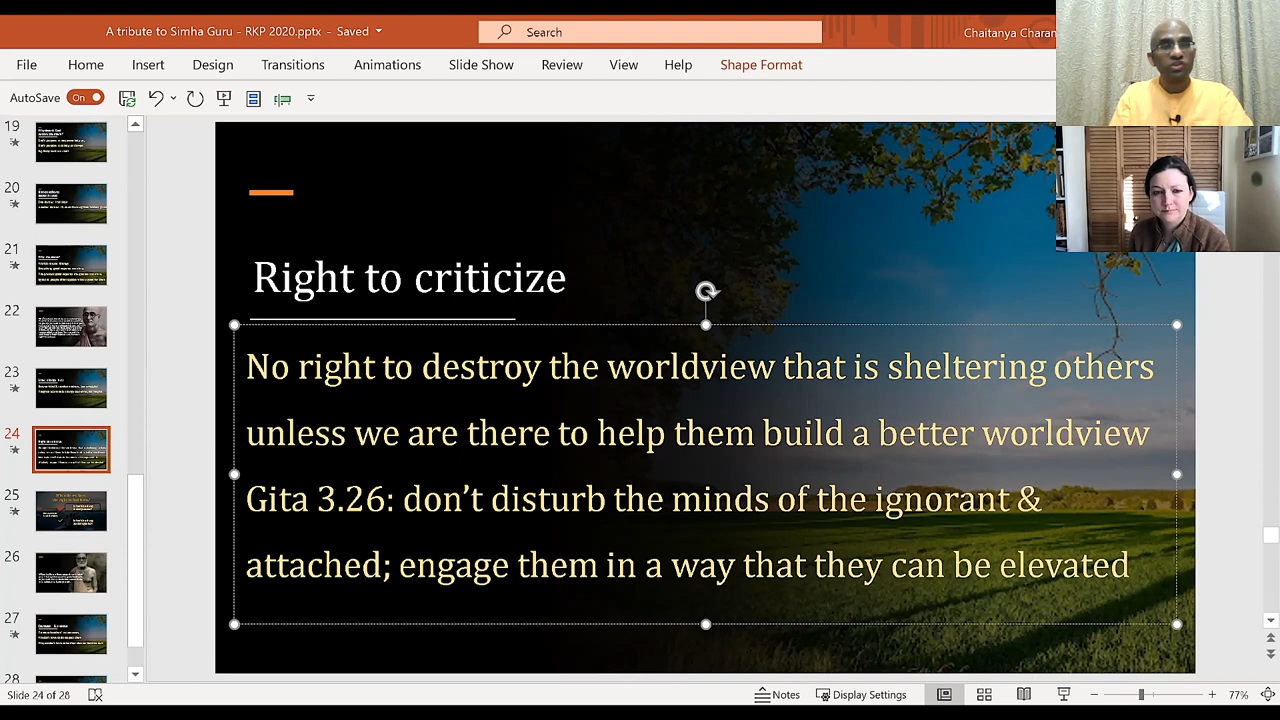 A tribute to Simha Guru - RKP 2020.pptx - Saved
Search
Chaitanya Charan
File Home Insert Design Transitions Animations Slide Show Review View Help Shape Format
AutoSave On
19
20
21
22
23
24
25
26
27
28
Right to criticize
No right to destroy the worldview that is sheltering others
unless we are there to help them build a better worldview
Gita 3.26: don’t disturb the minds of the ignorant &
attached; engage them in a way that they can be elevated
Slide 24 of 28
Notes
Display Settings
77%